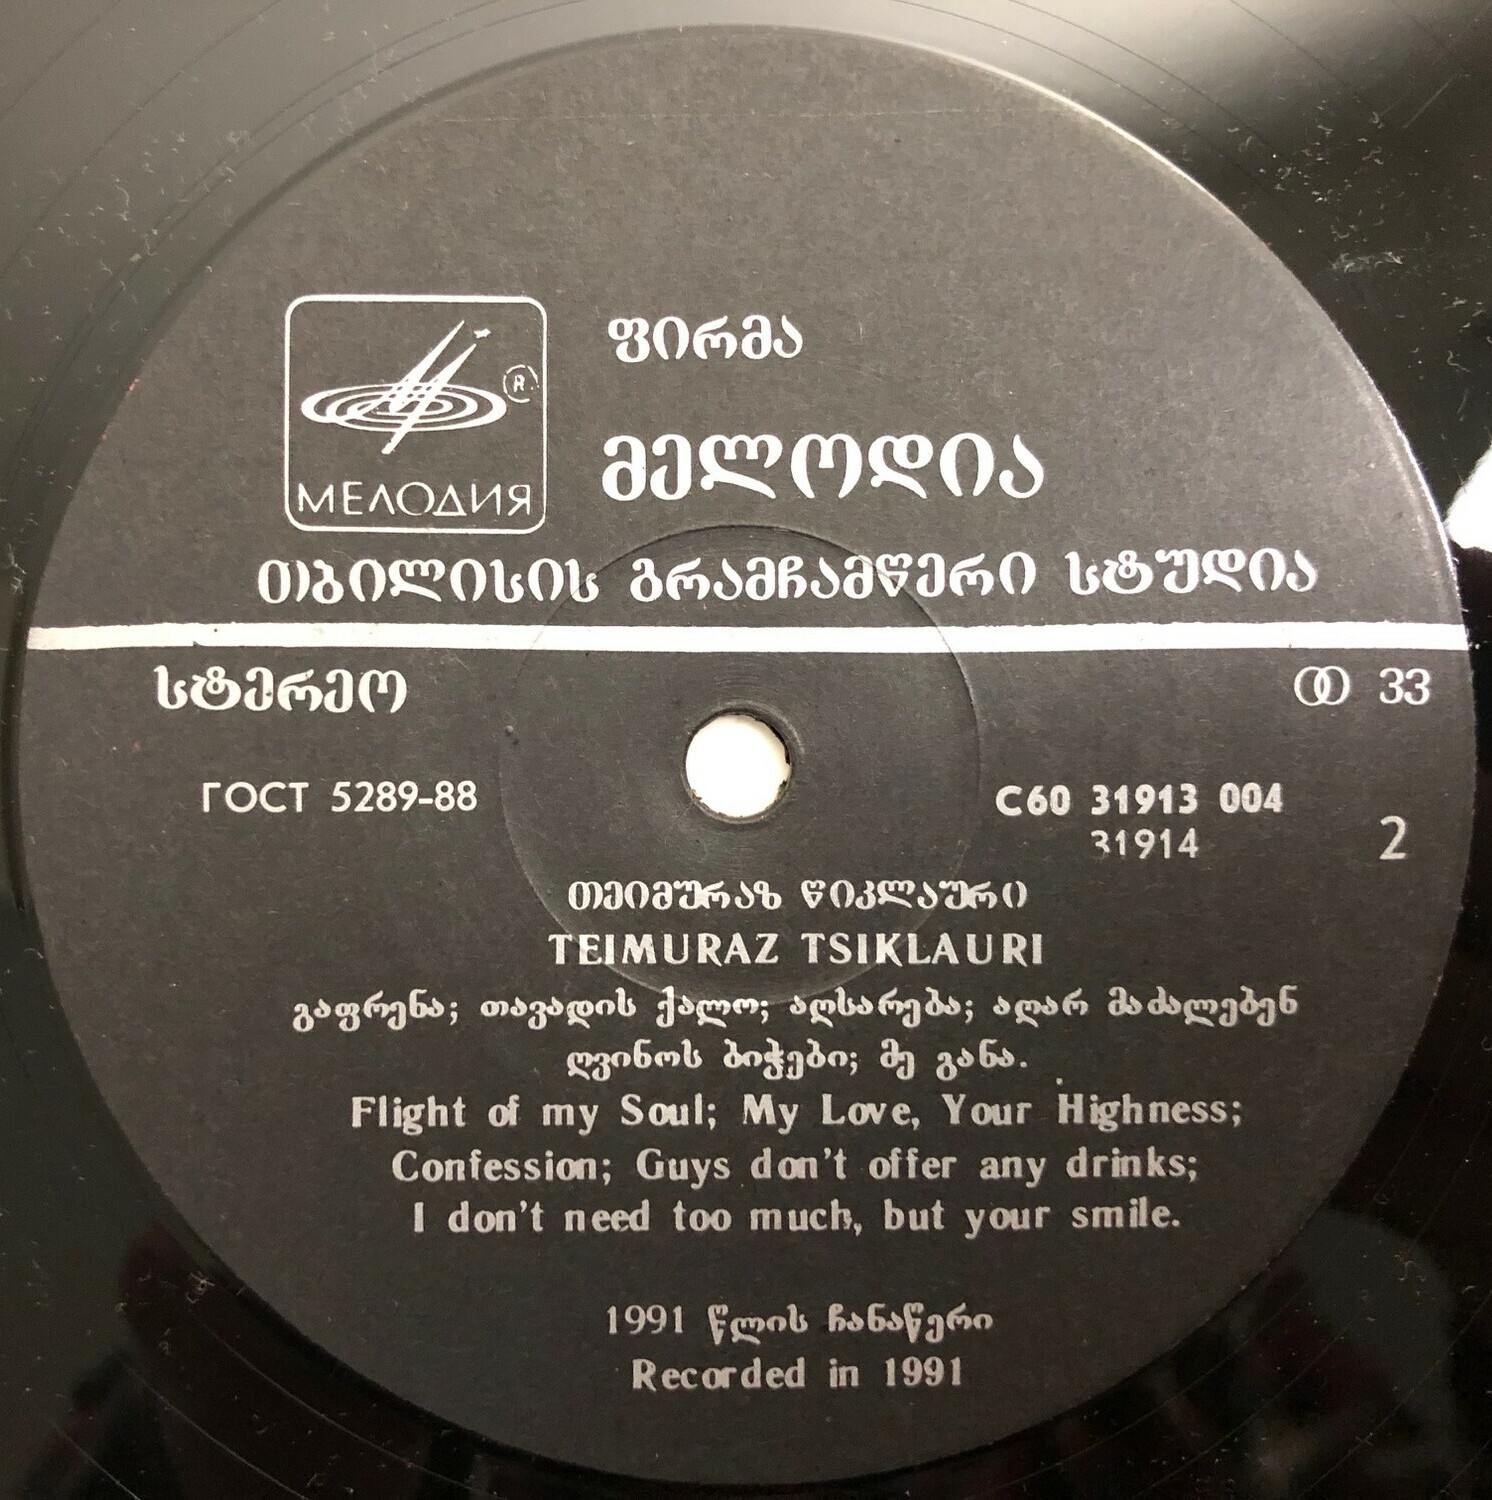 ფირმა
®
მელოდია
МЕЛОДИЯ
თბილისის გრამჩამწერი სტუდია
სტერეო
33
ГОСТ 5289-88
С60 31913 004
31914
2
თეიმურაზ წიკლაური
TEIMURAZ TSIKLAURI
გაფრენა; თავადის ქალო; აღსარება; აღარ მაძალებენ
ღვინოს ბიჭები; მე განა.
Flight of my Soul; My Love, Your Highness;
Confession; Guys don't offer any drinks;
I don't need too much, but your smile.
1991 წლის ჩანაწერი
Recorded in 1991